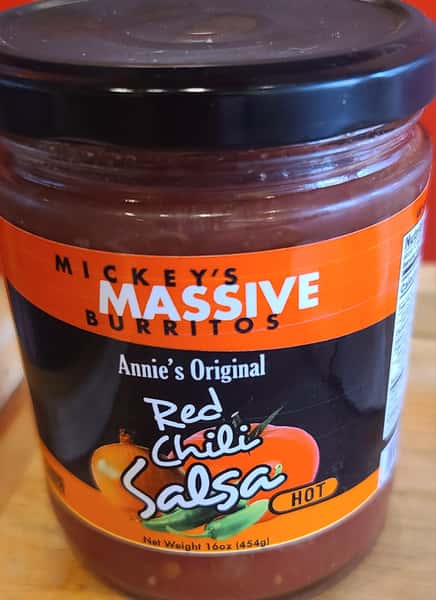 MICKEY'S
MASSIVE
BURRITOS
Annie's Original
Red
Chili
Salsa
HOT
Net Weight 16oz (454g)